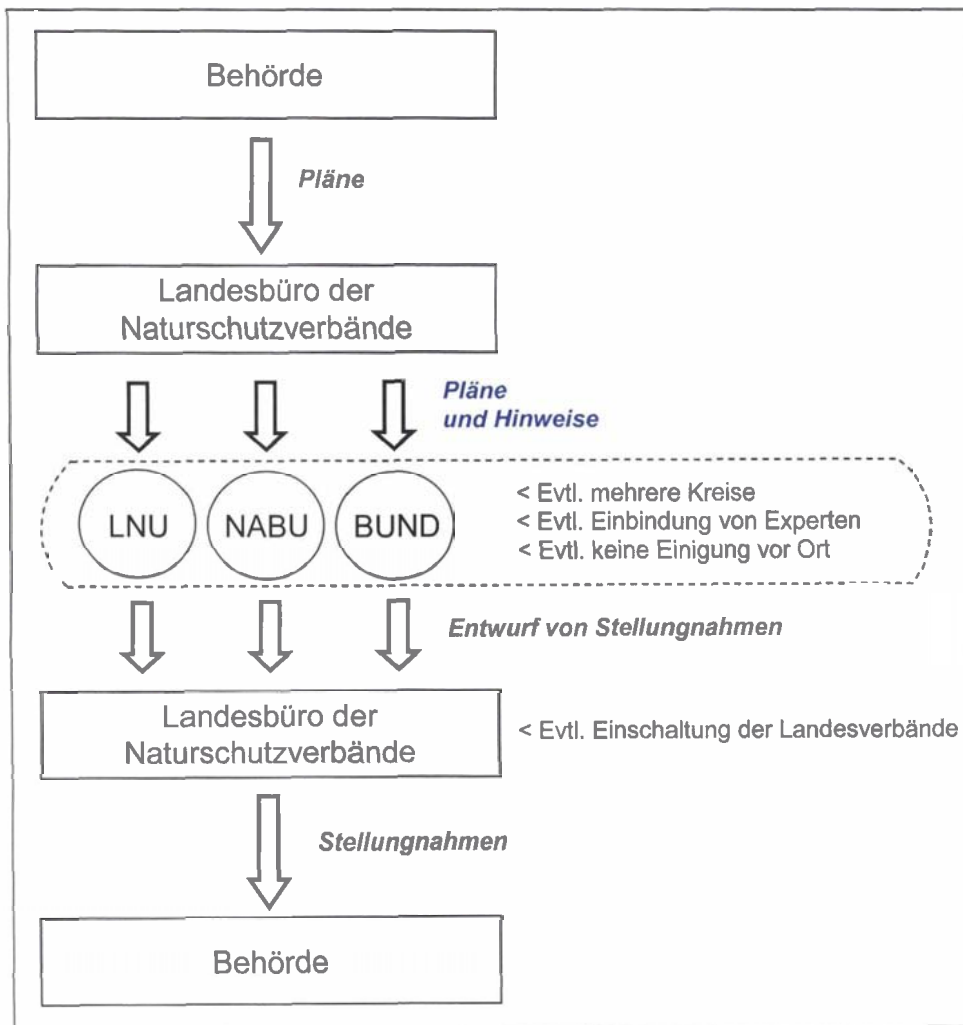 Behörde
Pläne
Landesbüro der
Naturschutzverbände
Pläne
und Hinweise
LNU NABU BUND
< Evtl. mehrere Kreise
< Evtl. Einbindung von Experten
< Evtl. keine Einigung vor Ort
Entwurf von Stellungnahmen
Landesbüro der
Naturschutzverbände
< Evtl. Einschaltung der Landesverbände
Stellungnahmen
Behörde